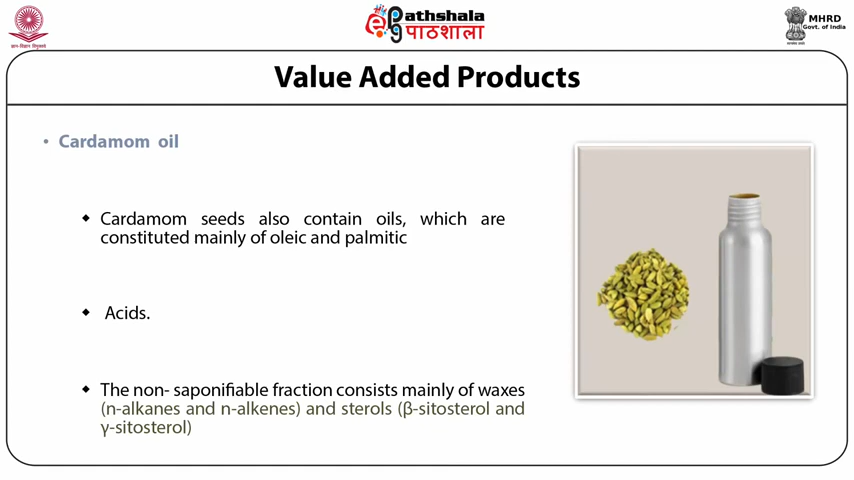 ePathshala
पाठशाला
MHRD
Govt. of India
Value Added Products
• Cardamom oil
◆ Cardamom seeds also contain oils, which are
constituted mainly of oleic and palmitic
◆ Acids.
◆ The non- saponifiable fraction consists mainly of waxes
(n-alkanes and n-alkenes) and sterols (β-sitosterol and
γ-sitosterol)